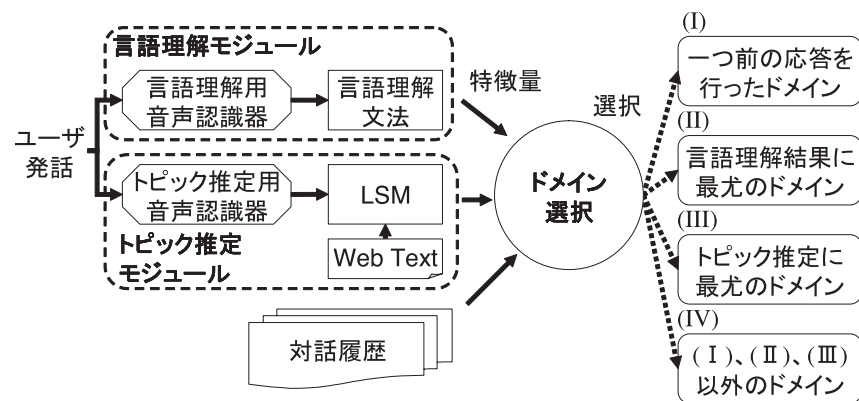 言語理解モジュール
言語理解用
音声認識器
言語理解
文法
特徴量
ユーザ
発話
トピック推定用
音声認識器
LSM
Web Text
トピック推定
モジュール
対話履歴
ドメイン
選択
選択
(I)
一つ前の応答を
行ったドメイン
(II)
言語理解結果に
最尤のドメイン
(III)
トピック推定に
最尤のドメイン
(IV)
(Ⅰ)、(Ⅱ)、(Ⅲ)
以外のドメイン